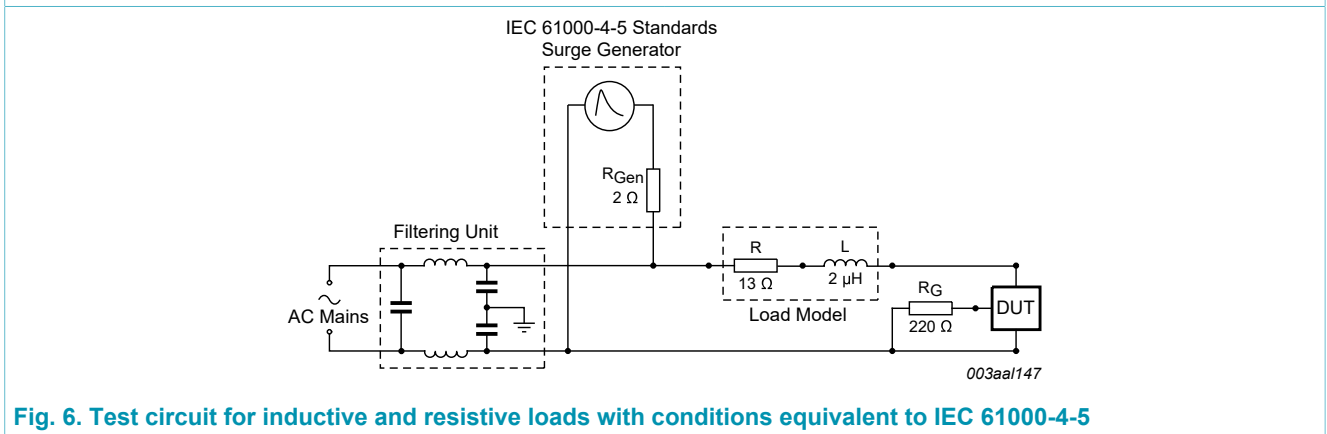 IEC 61000-4-5 Standards
Surge Generator
RGen
2 Ω
Filtering Unit
AC Mains
R
13 Ω
L
2 µH
Load Model
RG
220 Ω
DUT
003aal147
Fig. 6. Test circuit for inductive and resistive loads with conditions equivalent to IEC 61000-4-5